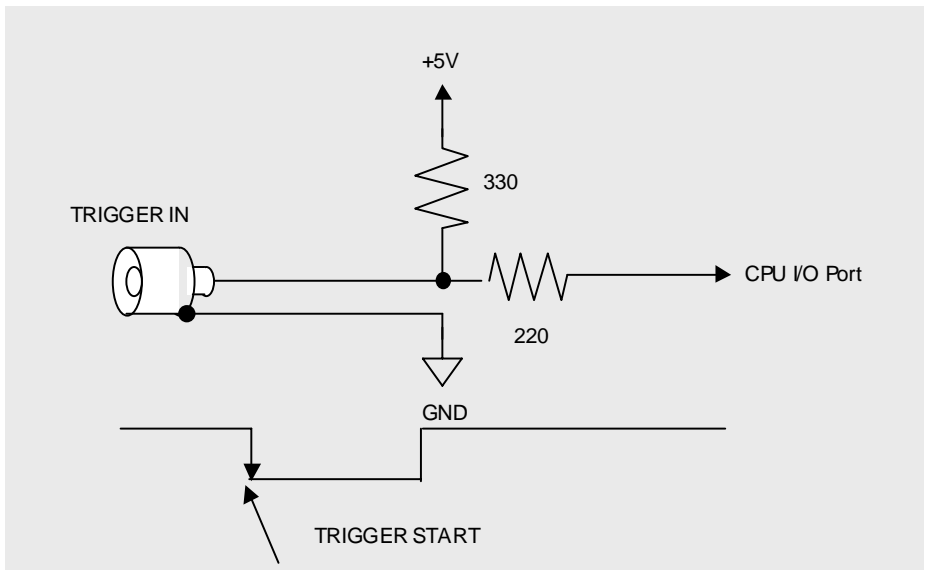 +5V
330
TRIGGER IN
CPU I/O Port
220
GND
TRIGGER START